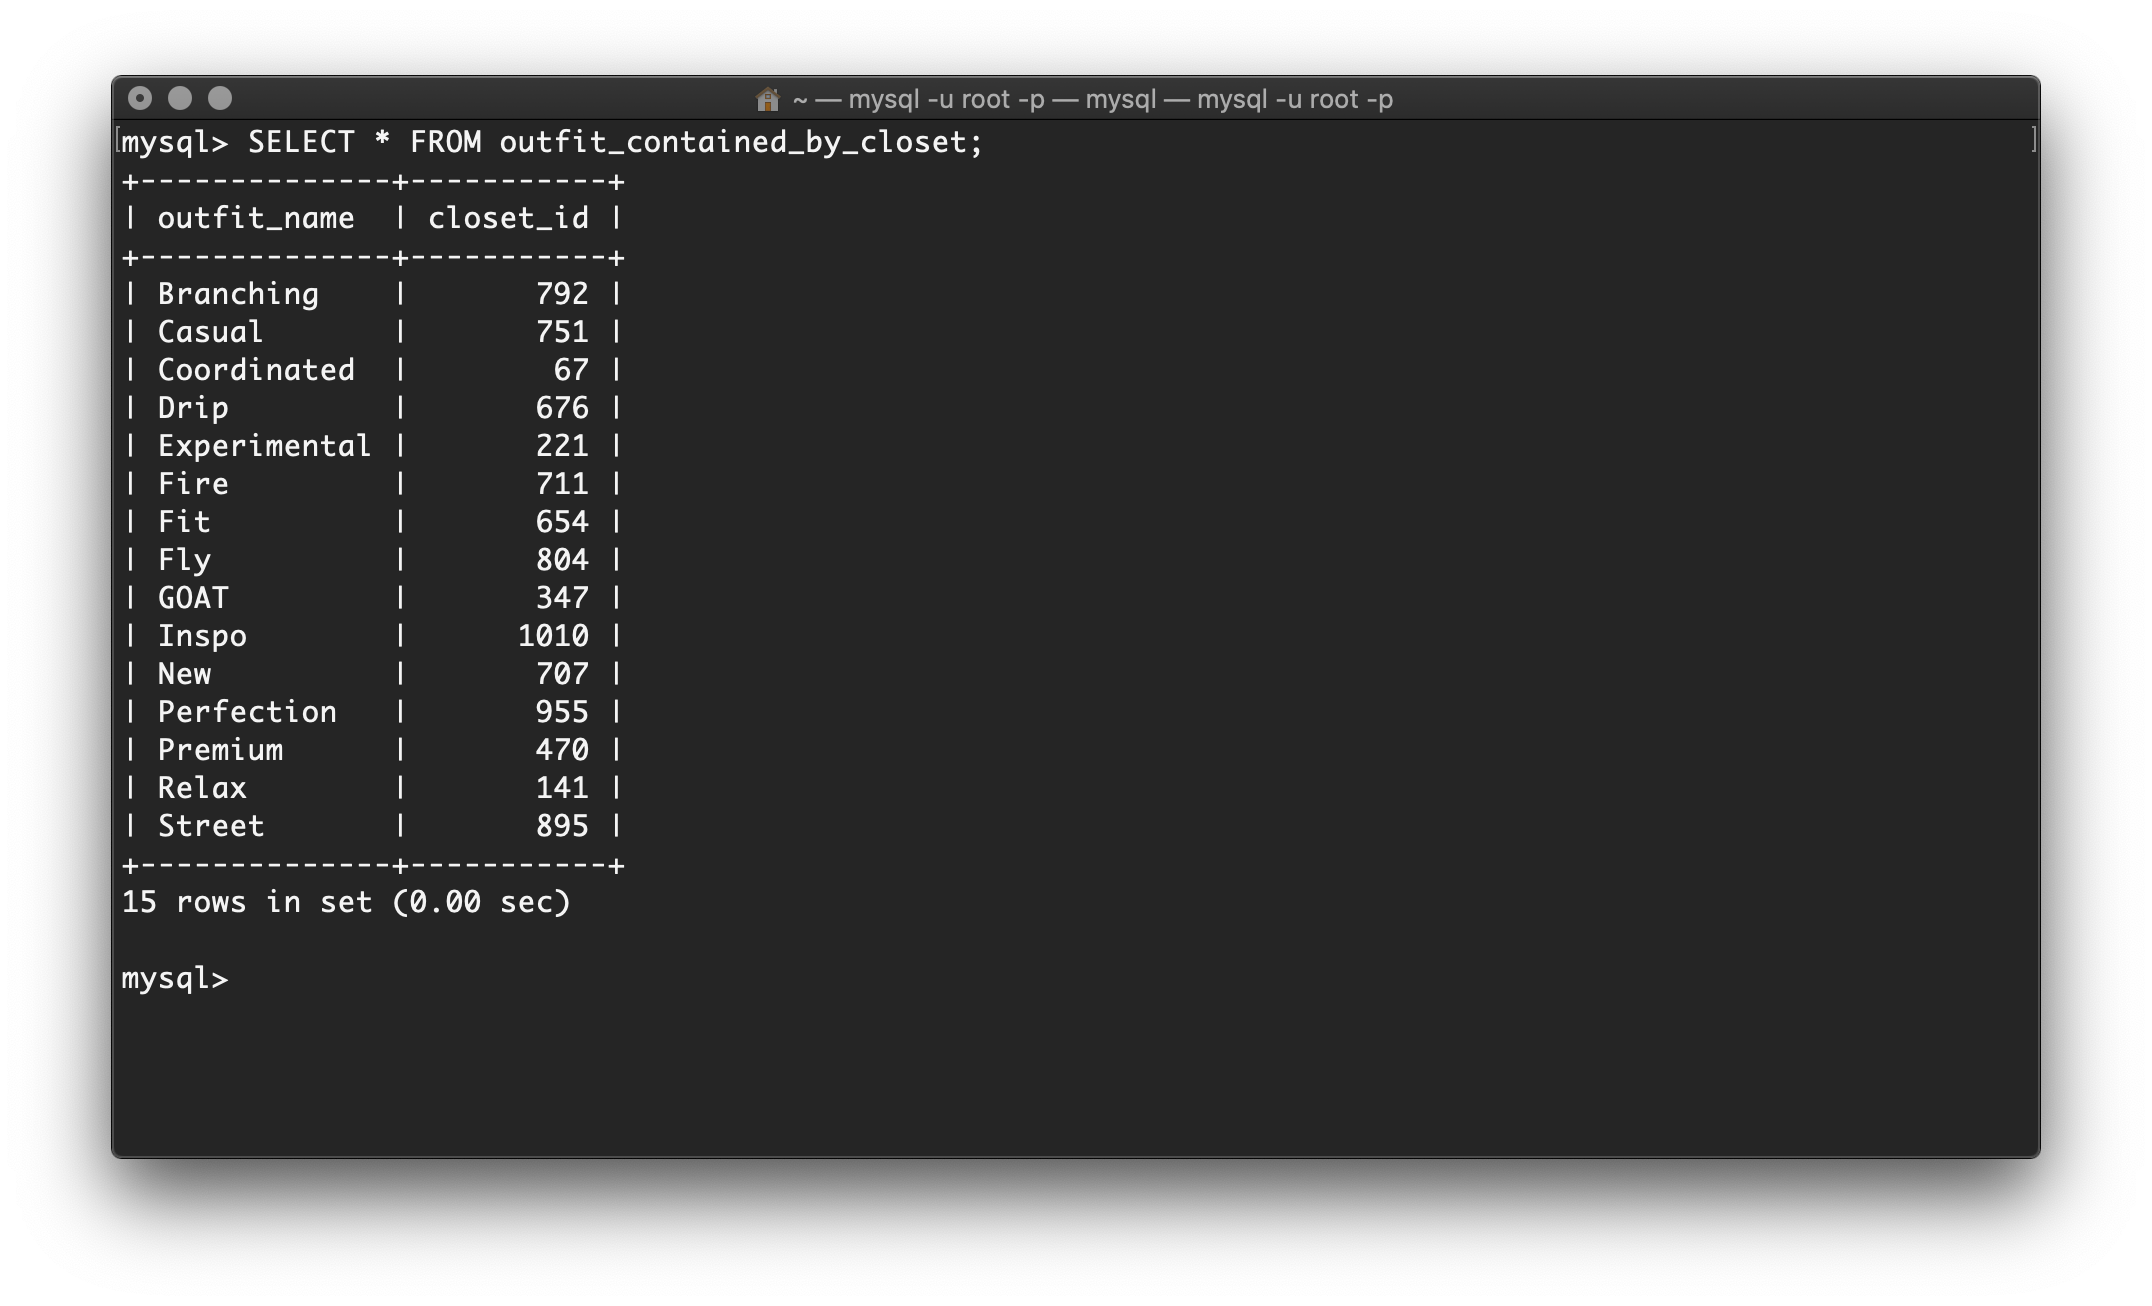 ~ — mysql -u root -p — mysql — mysql -u root -p
mysql> SELECT * FROM outfit_contained_by_closet;
+--------------+-----------+
| outfit_name  | closet_id |
+--------------+-----------+
| Branching    |       792 |
| Casual       |       751 |
| Coordinated  |        67 |
| Drip         |       676 |
| Experimental |       221 |
| Fire         |       711 |
| Fit          |       654 |
| Fly          |       804 |
| GOAT         |       347 |
| Inspo        |      1010 |
| New          |       707 |
| Perfection   |       955 |
| Premium      |       470 |
| Relax        |       141 |
| Street       |       895 |
+--------------+-----------+
15 rows in set (0.00 sec)
mysql>